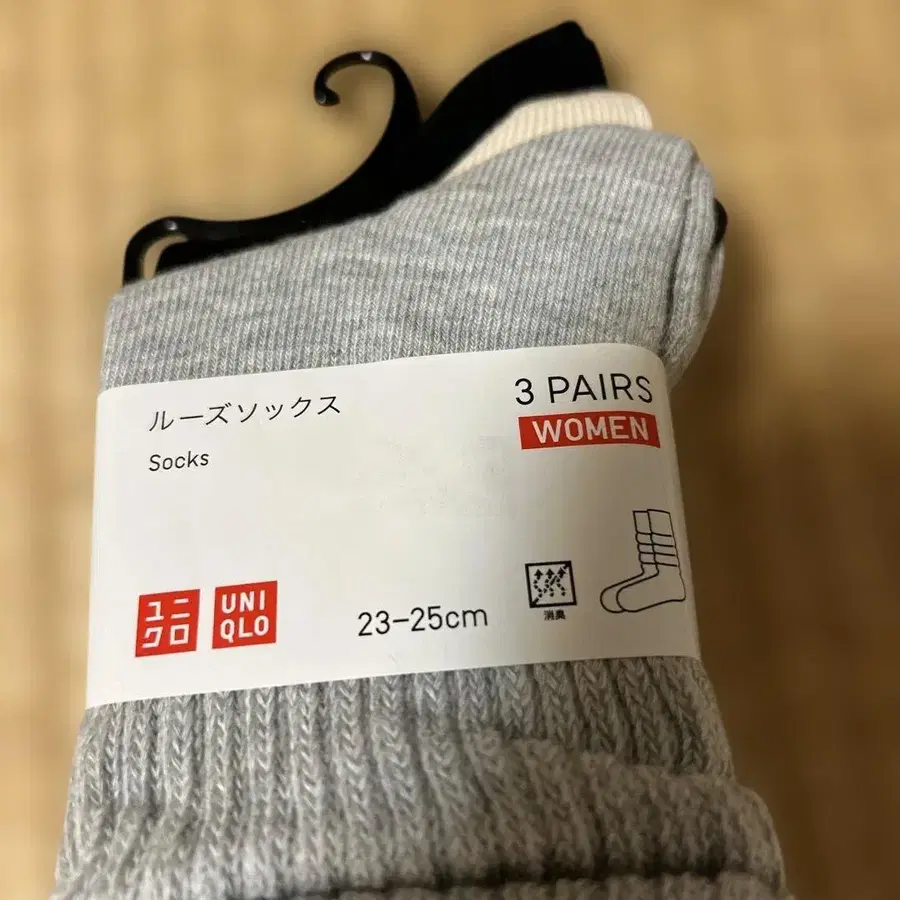 ルーズソックス
Socks
3 PAIRS
WOMEN
ユニ
クロ
UNI
QLO
23-25cm
消臭